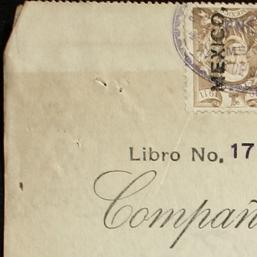 MEXICO,
Libro No. 17
Compañ